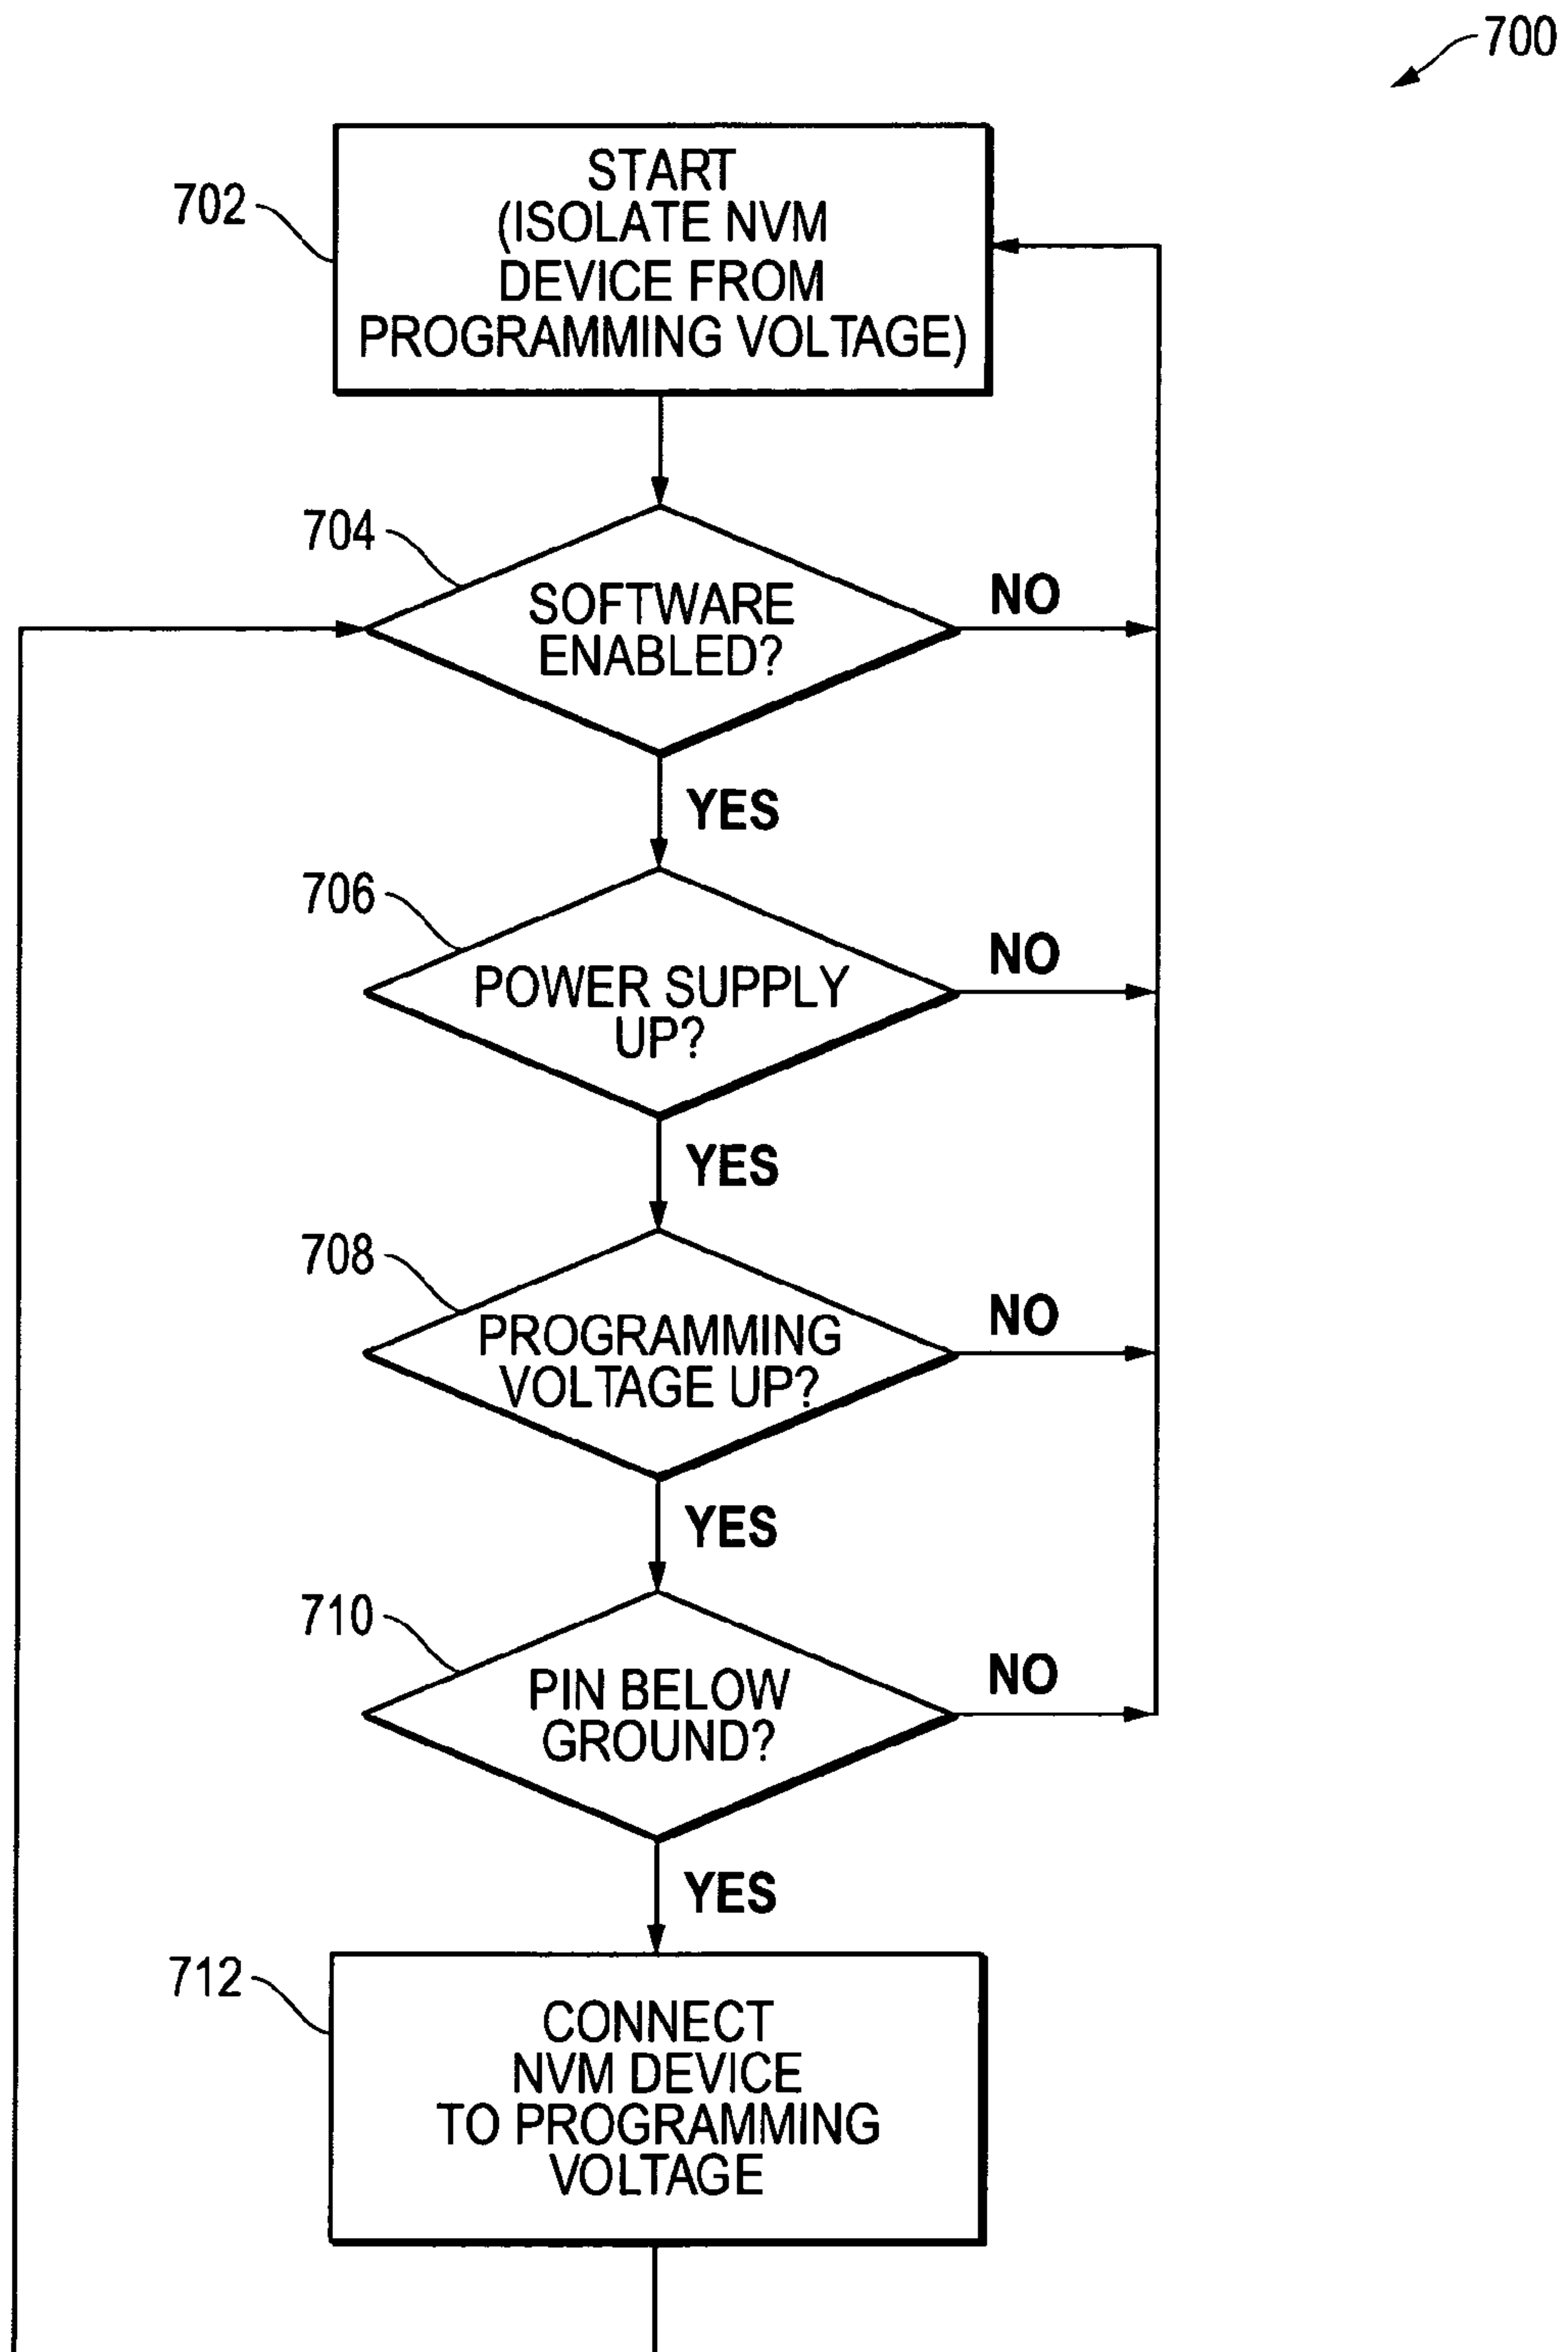 700
702
START
(ISOLATE NVM
DEVICE FROM
PROGRAMMING VOLTAGE)
704
SOFTWARE
ENABLED?
NO
YES
706
POWER SUPPLY
UP?
NO
YES
708
PROGRAMMING
VOLTAGE UP?
NO
YES
710
PIN BELOW
GROUND?
NO
YES
712
CONNECT
NVM DEVICE
TO PROGRAMMING
VOLTAGE